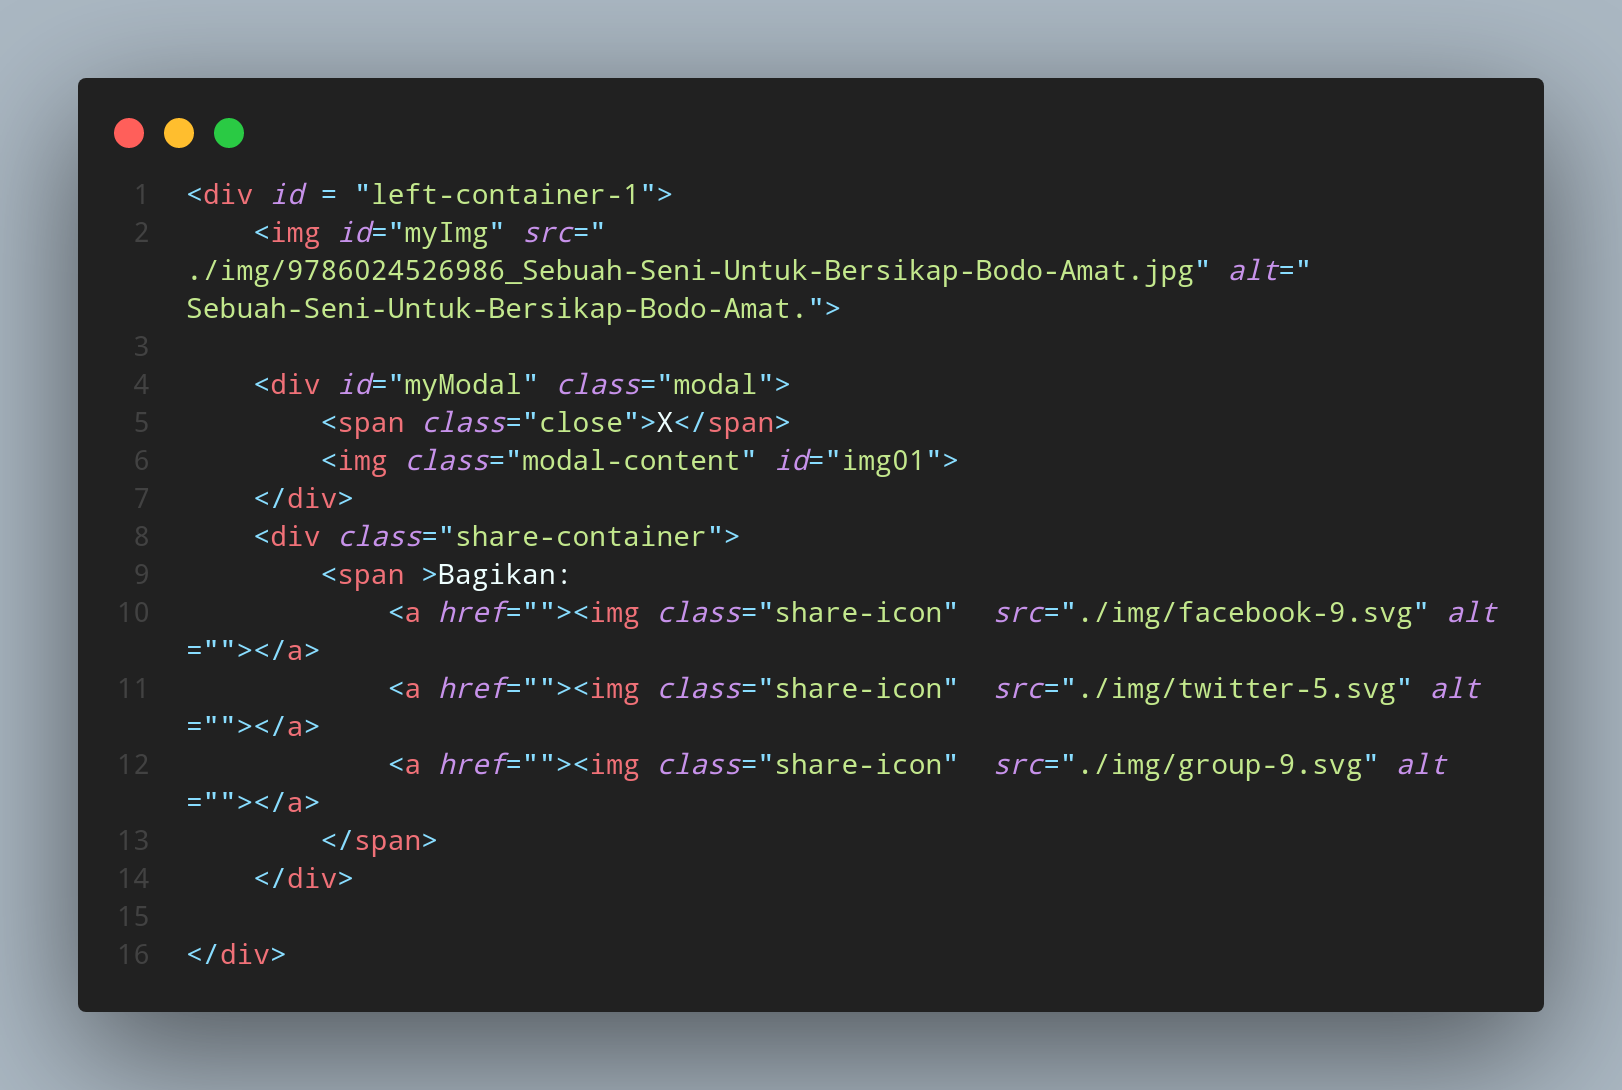 1 <div id = "left-container-1">
2     <img id="myImg" src="
./img/9786024526986_Sebuah-Seni-Untuk-Bersikap-Bodo-Amat.jpg" alt="
Sebuah-Seni-Untuk-Bersikap-Bodo-Amat.">
3
4     <div id="myModal" class="modal">
5         <span class="close">X</span>
6         <img class="modal-content" id="img01">
7     </div>
8     <div class="share-container">
9         <span >Bagikan:
10             <a href=""><img class="share-icon"  src="./img/facebook-9.svg" alt
=""></a>
11             <a href=""><img class="share-icon"  src="./img/twitter-5.svg" alt
=""></a>
12             <a href=""><img class="share-icon"  src="./img/group-9.svg" alt
=""></a>
13         </span>
14     </div>
15
16 </div>